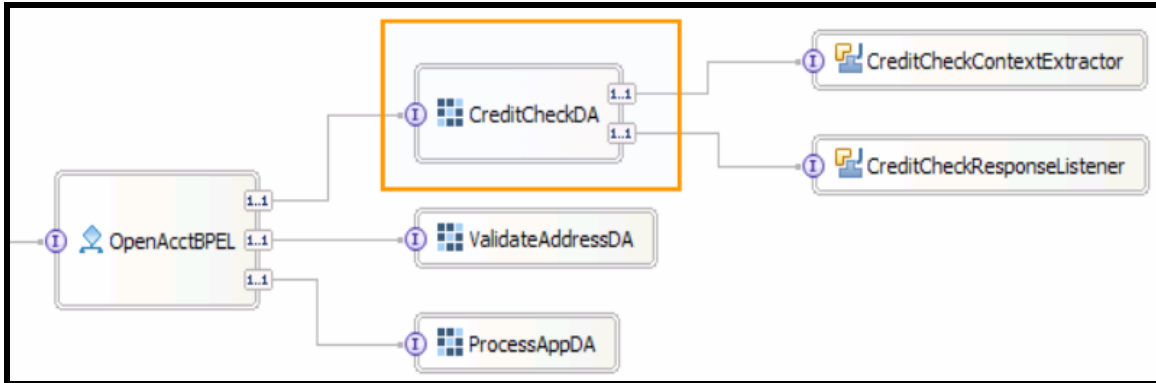 CreditCheckContextExtractor
I
CreditCheckDA
I
1..1
1..1
CreditCheckResponseListener
I
OpenAcctBPEL
I
1..1
1..1
1..1
ValidateAddressDA
I
ProcessAppDA
I